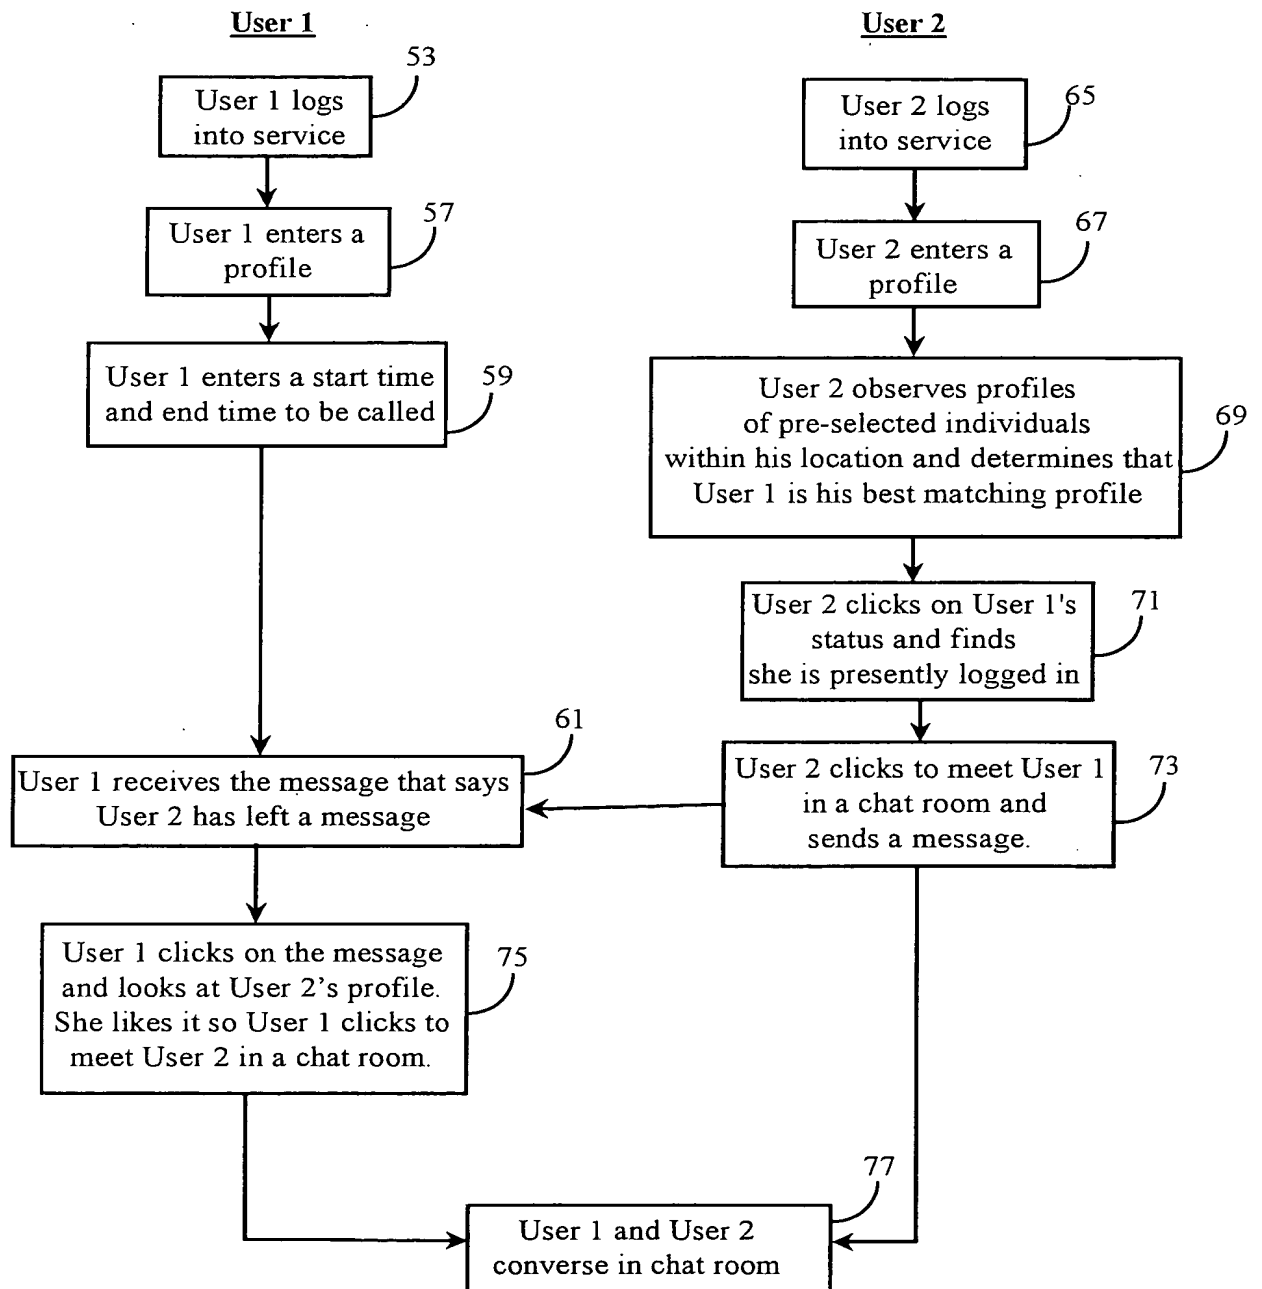 User 1
User 2
53
User 1 logs
into service
65
User 2 logs
into service
57
User 1 enters a
profile
67
User 2 enters a
profile
59
User 1 enters a start time
and end time to be called
69
User 2 observes profiles
of pre-selected individuals
within his location and determines that
User 1 is his best matching profile
71
User 2 clicks on User 1's
status and finds
she is presently logged in
61
User 1 receives the message that says
User 2 has left a message
73
User 2 clicks to meet User 1
in a chat room and
sends a message.
75
User 1 clicks on the message
and looks at User 2’s profile.
She likes it so User 1 clicks to
meet User 2 in a chat room.
77
User 1 and User 2
converse in chat room